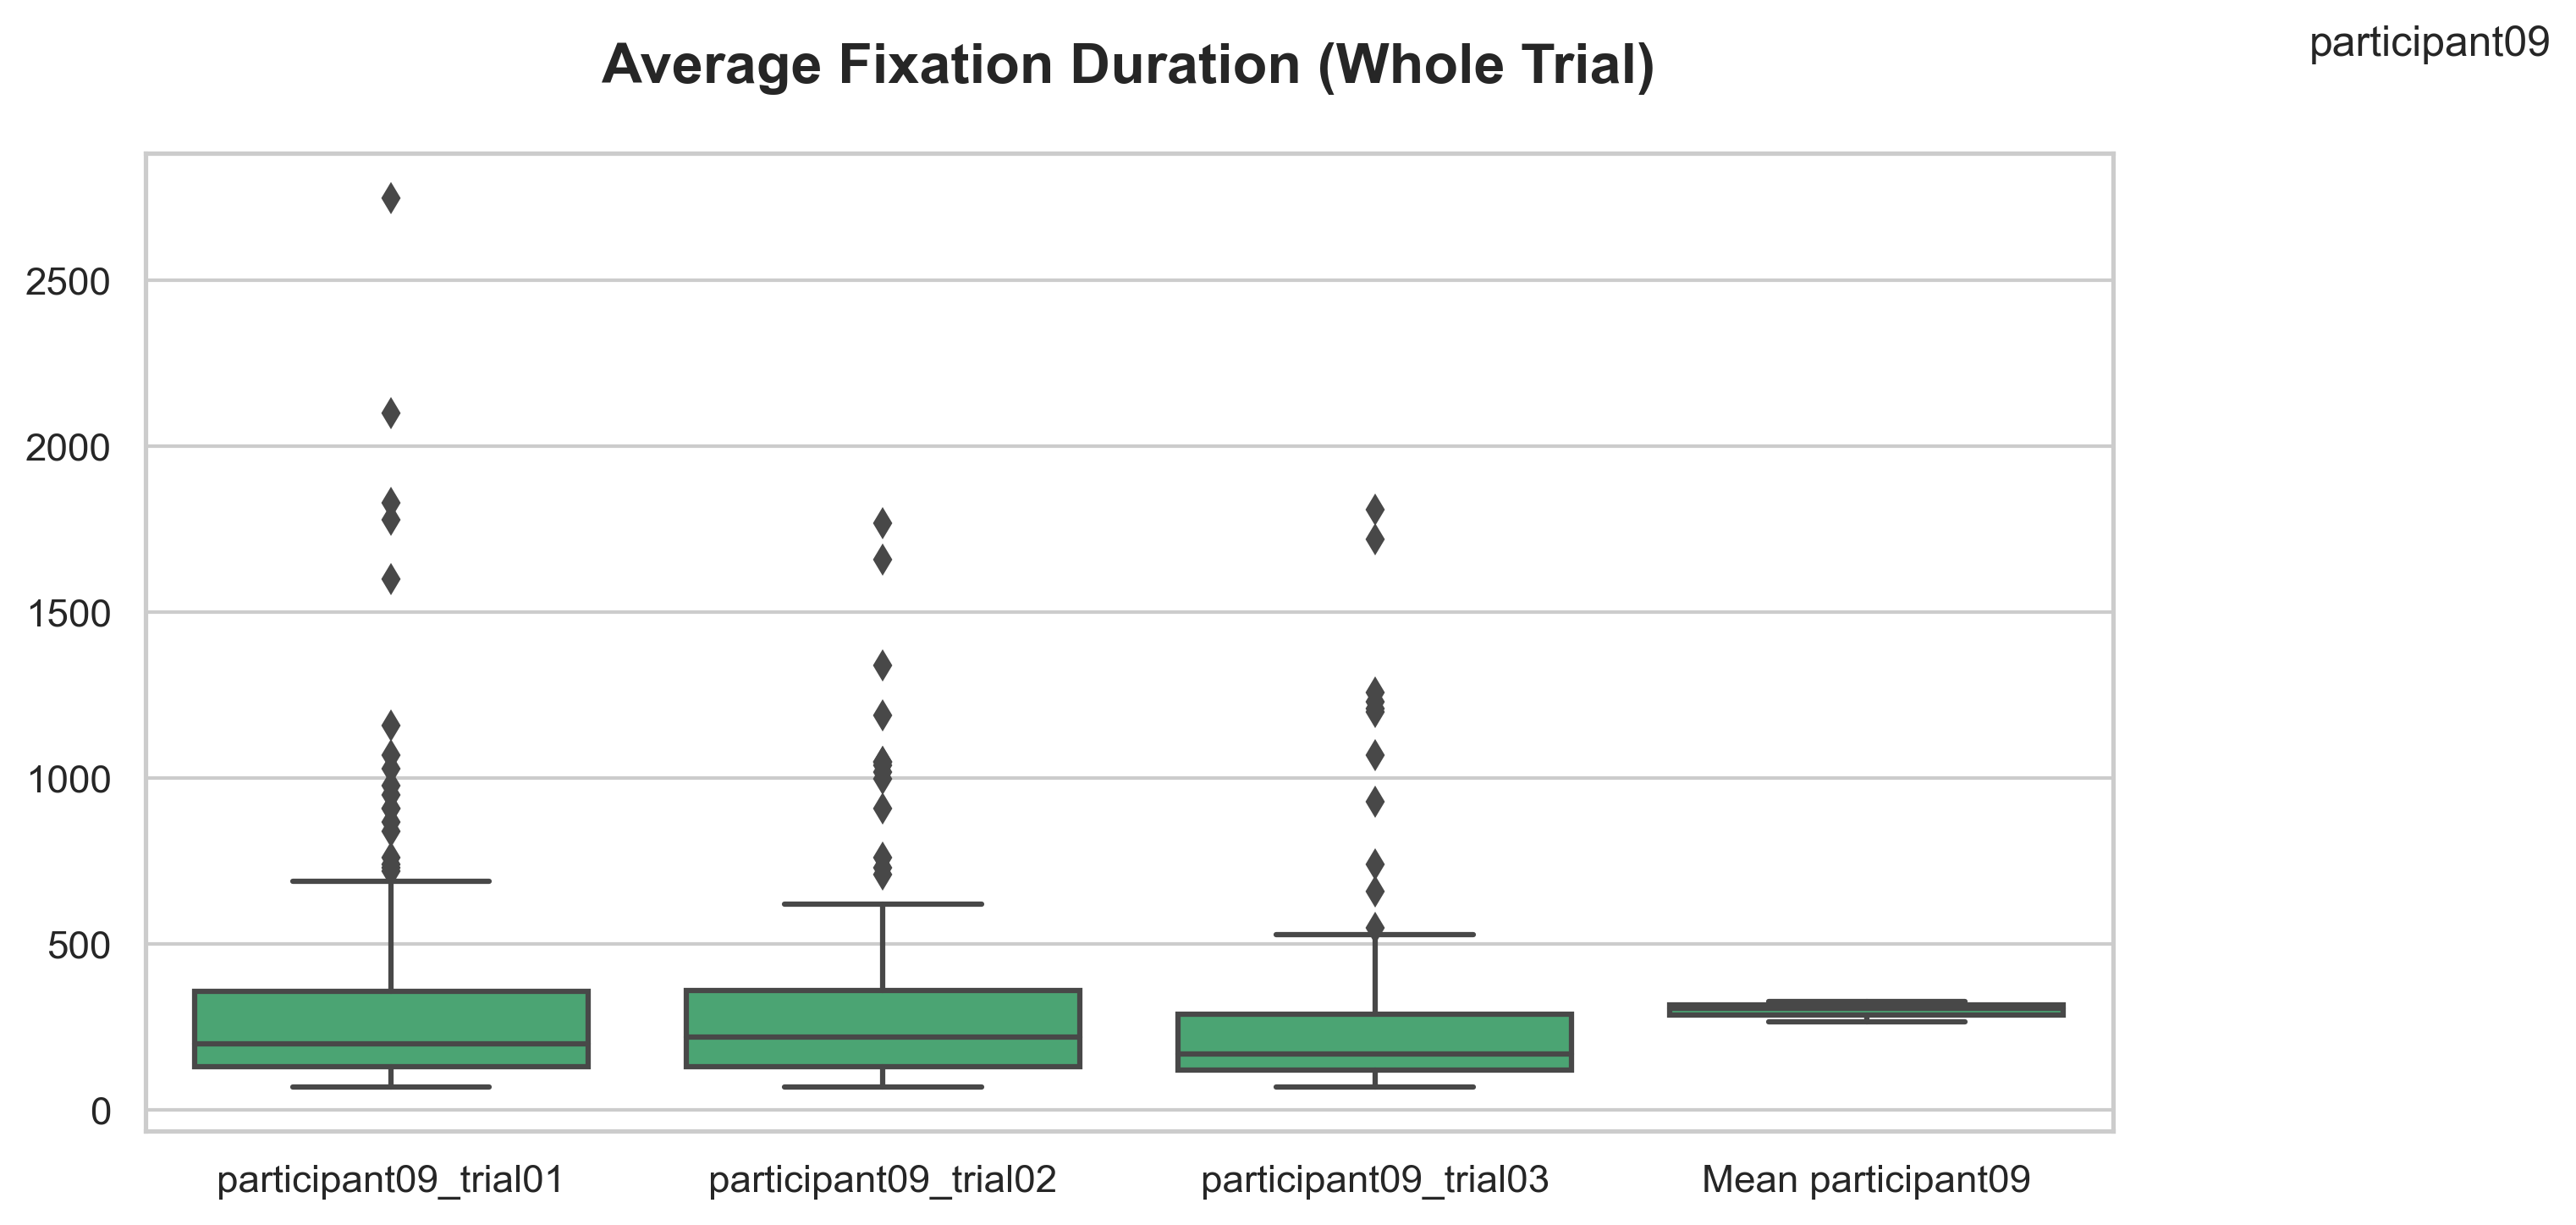 participant09
Average Fixation Duration (Whole Trial)
2500
2000
1500
1000
500
0
participant09_trial01
participant09_trial02
participant09_trial03
Mean participant09